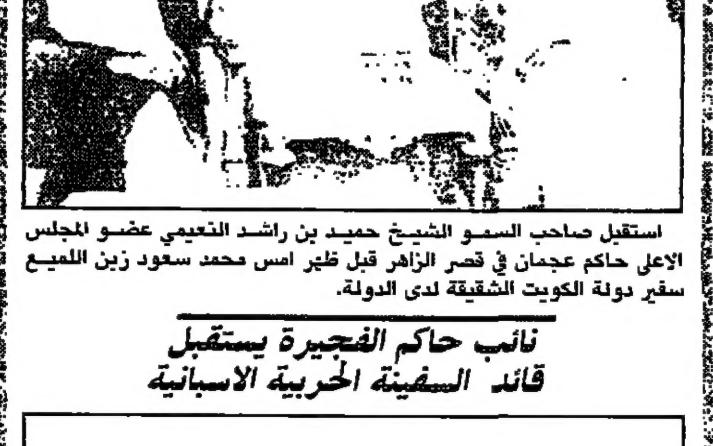 استقبل صاحب السمو الشيخ حميد بن راشد النعيمي عضو المجلس
الاعلى حاكم عجمان في قصر الزاهر قبل ظهر امس محمد سعود زين اللميع
سفير دولة الكويت الشقيقة لدى الدولة.
نائب حاكم الفجيرة يستقبل
قائد السفينة الحربية الاسبانية